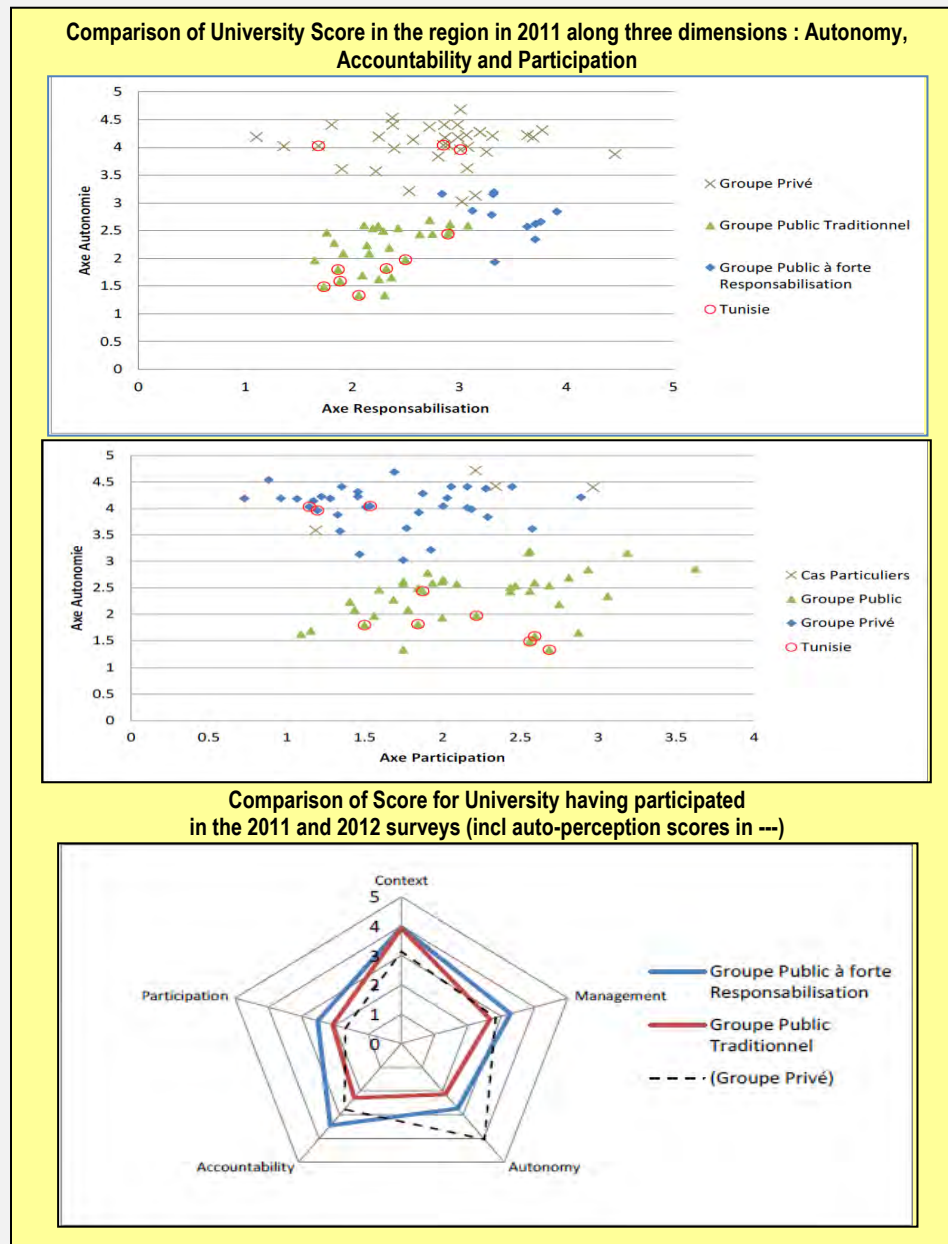 Comparison of University Score in the region in 2011 along three dimensions : Autonomy,
Accountability and Participation
5
4.5
4
3.5
3
2.5
2
1.5
1
0.5
0
Axe Autonomie
0 1 2 3 4 5
Axe Responsabilisation
Groupe Privé
Groupe Public Traditionnel
Groupe Public à forte
Responsabilisation
Tunisie
5
4.5
4
3.5
3
2.5
2
1.5
1
0.5
0
Axe Autonomie
0 0.5 1 1.5 2 2.5 3 3.5 4
Axe Participation
Cas Particuliers
Groupe Public
Groupe Privé
Tunisie
Comparison of Score for University having participated
in the 2011 and 2012 surveys (incl auto-perception scores in ---)
Context
5
4
3
2
1
0
Participation
Management
Accountability
Autonomy
Groupe Public à forte
Responsabilisation
Groupe Public
Traditionnel
(Groupe Privé)